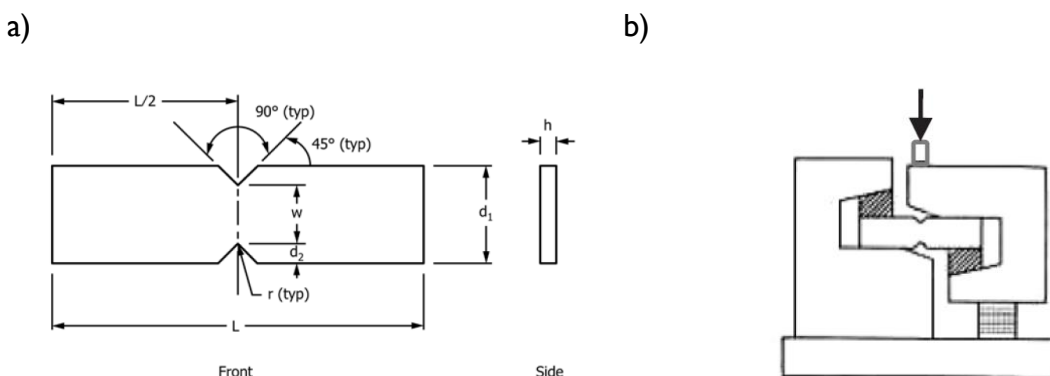 a)
b)
L/2
90° (typ)
45° (typ)
h
w
d₁
d₂
r (typ)
L
Front
Side